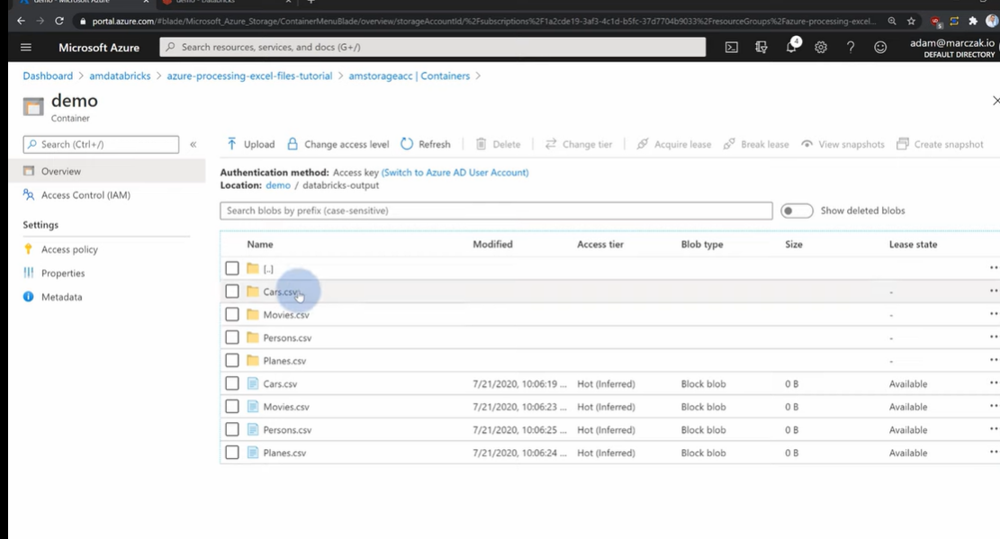 demo - Microsoft Azure
demo - Databricks
portal.azure.com/#blade/Microsoft_Azure_Storage/ContainerMenuBlade/overview/storageAccountId/%2Fsubscriptions%2F1a2cde19-3af3-4c1d-b5fc-37d7704b9033%2FresourceGroups%2Fazure-processing-excel...
Microsoft Azure
Search resources, services, and docs (G+/)
4
adam@marczak.io
DEFAULT DIRECTORY
Dashboard > amdatabricks > azure-processing-excel-files-tutorial > amstorageacc | Containers >
demo
Container
Search (Ctrl+/)
«
Upload Change access level Refresh Delete Change tier Acquire lease Break lease View snapshots Create snapshot
Overview
Access Control (IAM)
Settings
Access policy
Properties
Metadata
Authentication method: Access key (Switch to Azure AD User Account)
Location: demo / databricks-output
Search blobs by prefix (case-sensitive)
Show deleted blobs
Name Modified Access tier Blob type Size Lease state
[..]
Cars.csv -
Movies.csv -
Persons.csv -
Planes.csv -
Cars.csv 7/21/2020, 10:06:19 ... Hot (Inferred) Block blob 0 B Available
Movies.csv 7/21/2020, 10:06:23 ... Hot (Inferred) Block blob 0 B Available
Persons.csv 7/21/2020, 10:06:25 ... Hot (Inferred) Block blob 0 B Available
Planes.csv 7/21/2020, 10:06:24 ... Hot (Inferred) Block blob 0 B Available